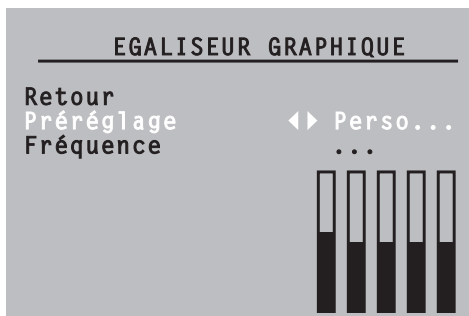 EGALISEUR GRAPHIQUE
Retour
Préréglage ◄► Perso...
Fréquence ...